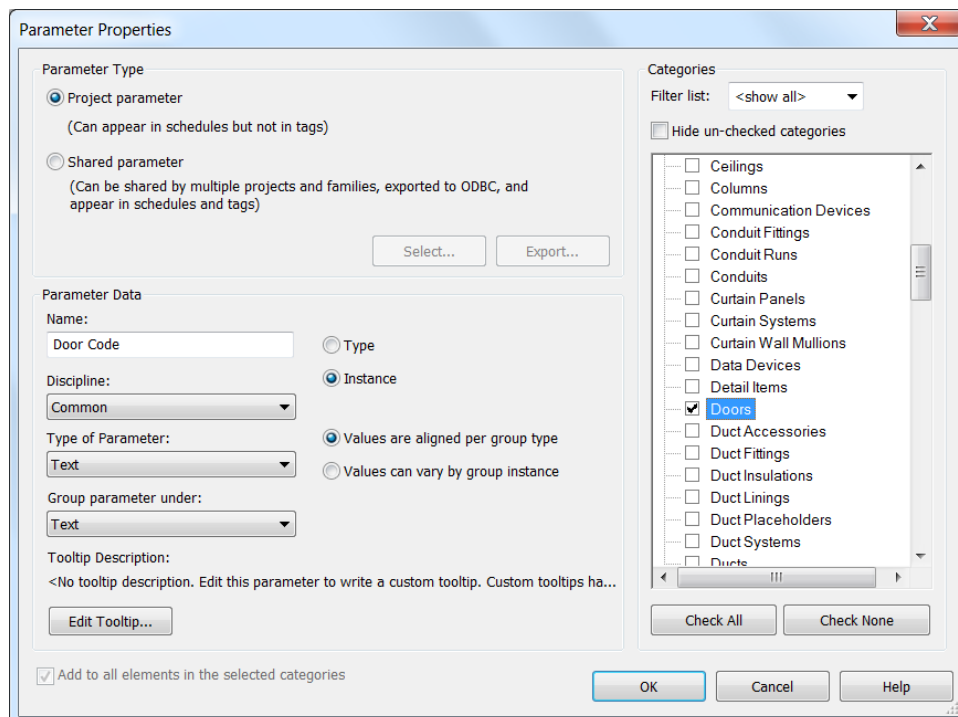 Parameter Properties
Parameter Type
Project parameter
(Can appear in schedules but not in tags)
Shared parameter
(Can be shared by multiple projects and families, exported to ODBC, and
appear in schedules and tags)
Select...
Export...
Parameter Data
Name:
Door Code
Type
Instance
Discipline:
Common
Type of Parameter:
Text
Values are aligned per group type
Values can vary by group instance
Group parameter under:
Text
Tooltip Description:
<No tooltip description. Edit this parameter to write a custom tooltip. Custom tooltips ha...
Edit Tooltip...
Add to all elements in the selected categories
Categories
Filter list:
<show all>
Hide un-checked categories
Ceilings
Columns
Communication Devices
Conduit Fittings
Conduit Runs
Conduits
Curtain Panels
Curtain Systems
Curtain Wall Mullions
Data Devices
Detail Items
Doors
Duct Accessories
Duct Fittings
Duct Insulations
Duct Linings
Duct Placeholders
Duct Systems
Ducts
Check All
Check None
OK
Cancel
Help